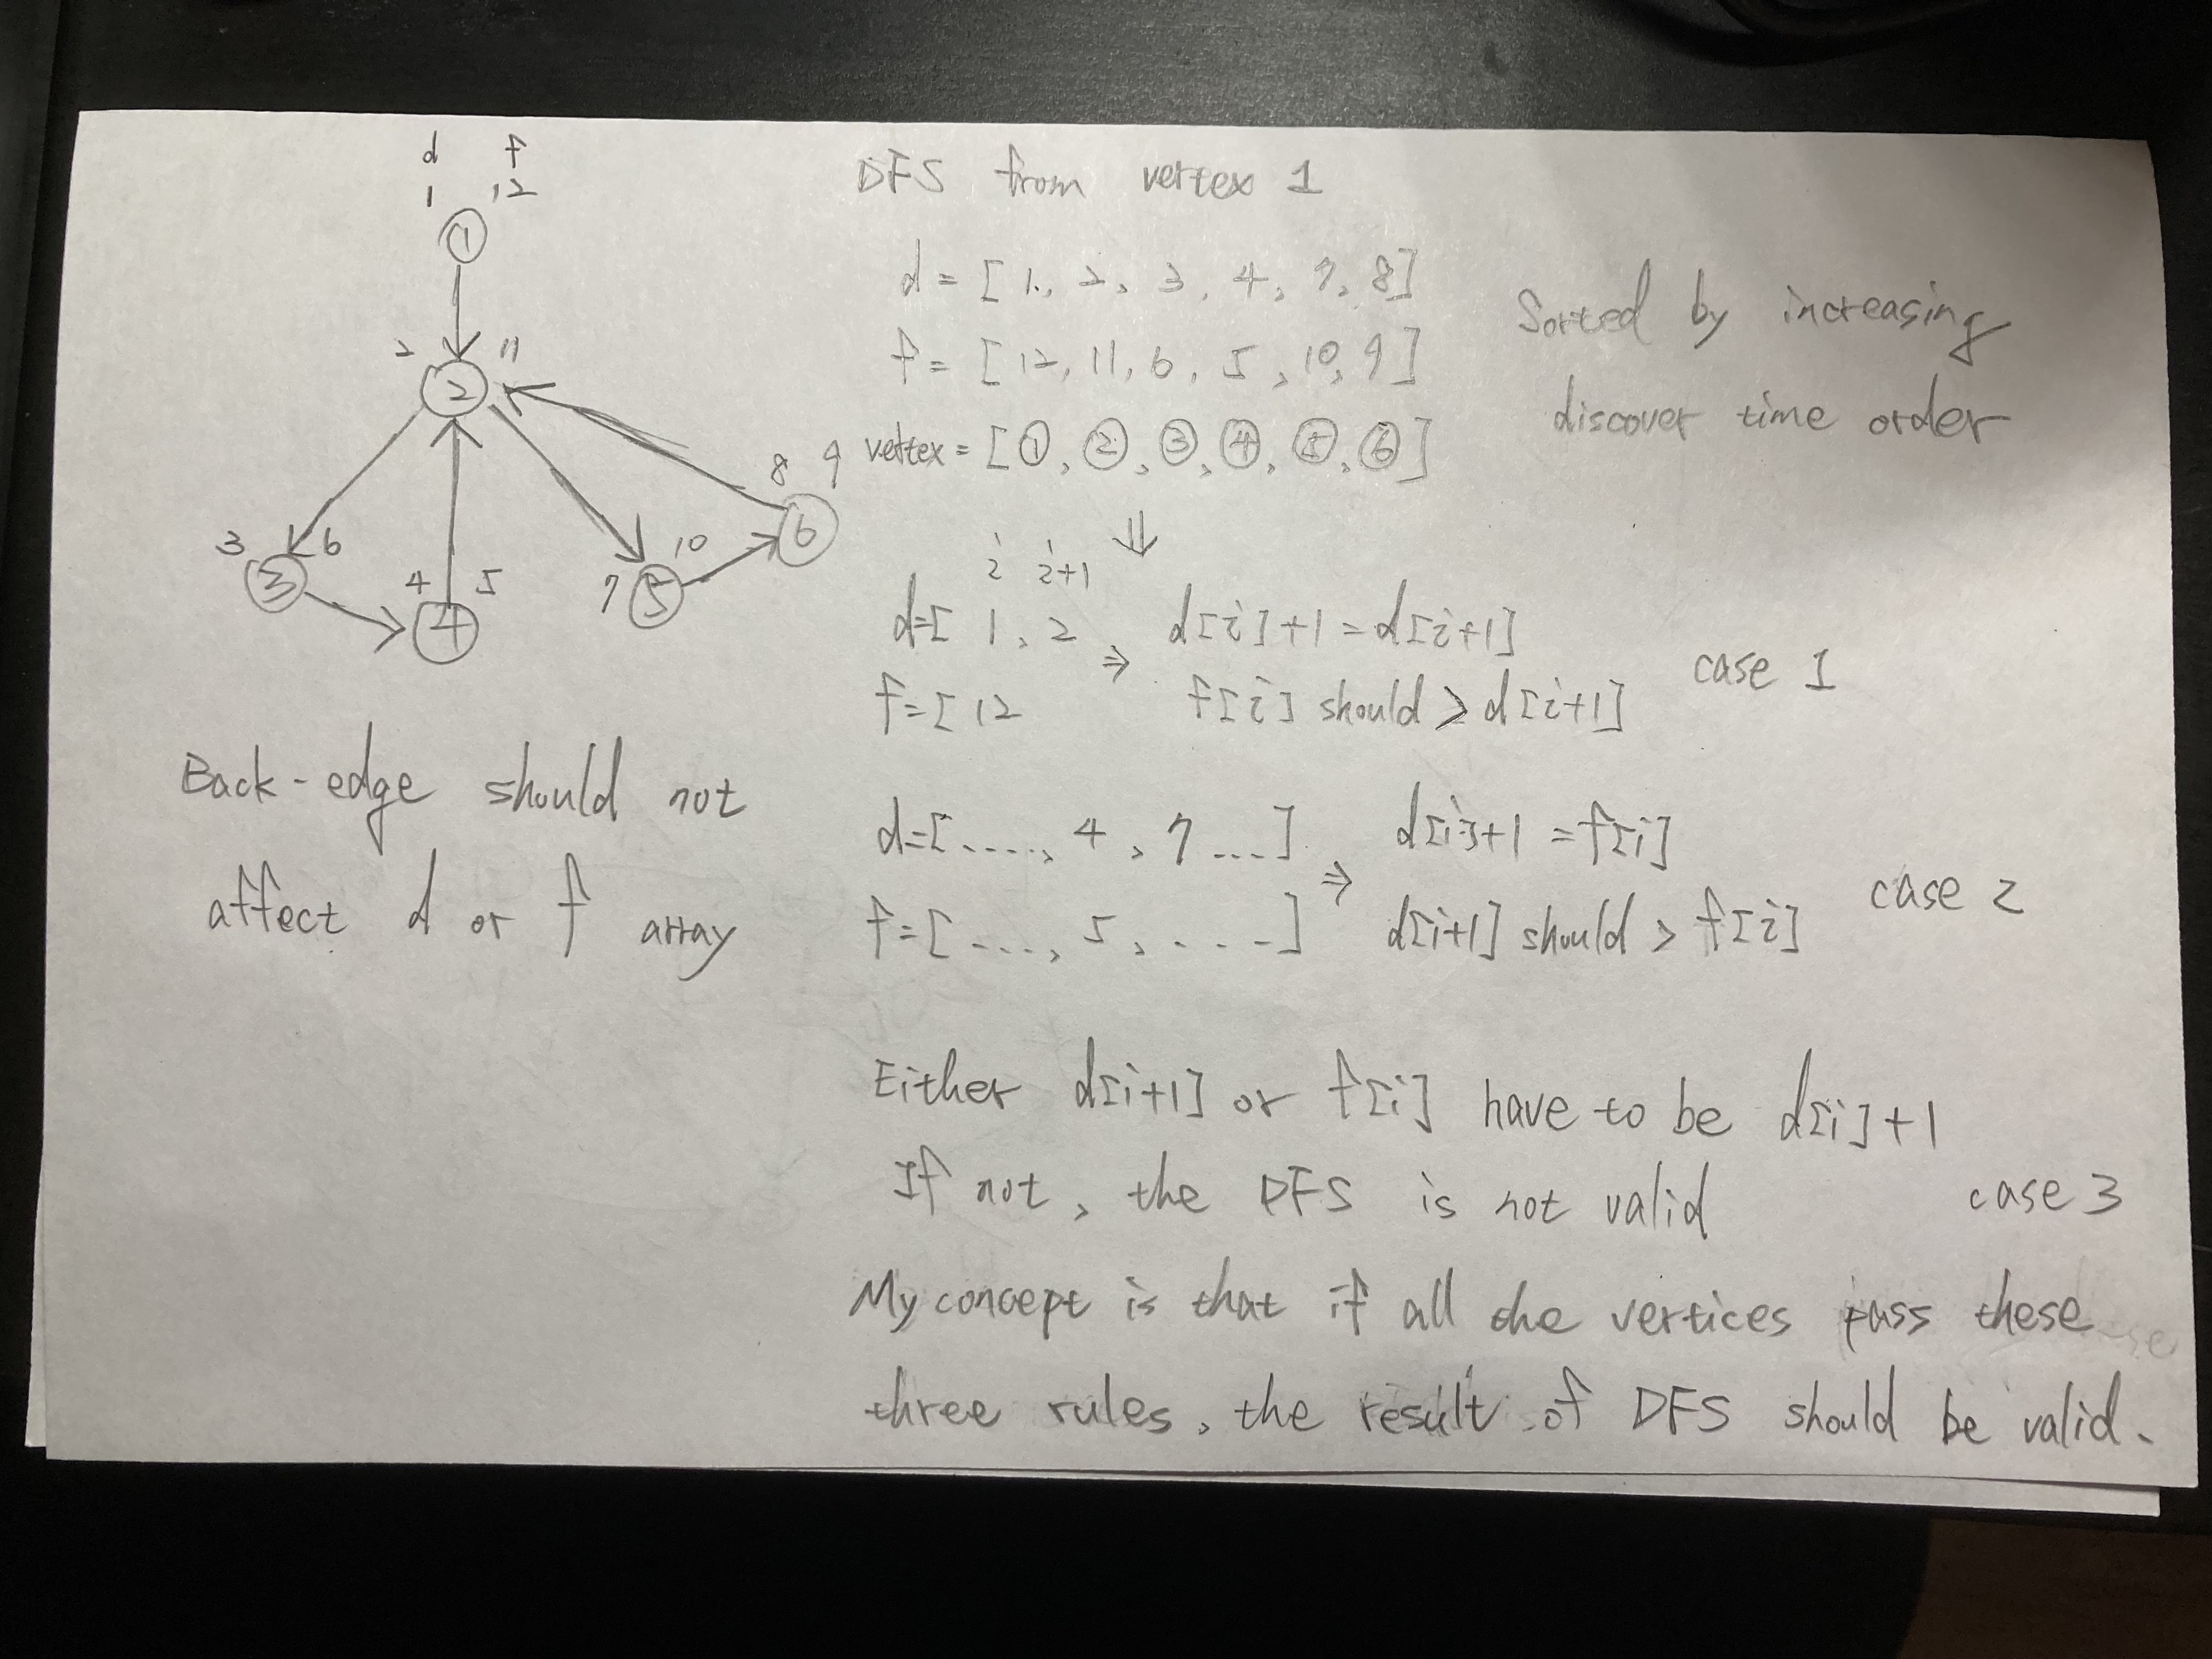 d f
1 12
①
2 11
②
8 9
⑥
3 6
③
4 5
④
7 10
⑤
Back-edge should not
affect d or f array
DFS from vertex 1
d = [ 1, 2, 3, 4, 7, 8]
f = [ 12, 11, 6, 5, 10, 9 ]
vertex = [①, ②, ③, ④, ⑤, ⑥]
Sorted by increasing
discover time order
⇓
i i+1
d=[ 1, 2 ⇒ d[i]+1 = d[i+1]
f=[ 12 f[i] should > d[i+1]
case 1
d=[ ...., 4, 7 ...] ⇒ d[i]+1 = f[i]
f=[ ...., 5, ....] d[i+1] should > f[i]
case 2
Either d[i+1] or f[i] have to be d[i]+1
If not, the DFS is not valid case 3
My concept is that if all the vertices pass these
three rules, the result of DFS should be valid.